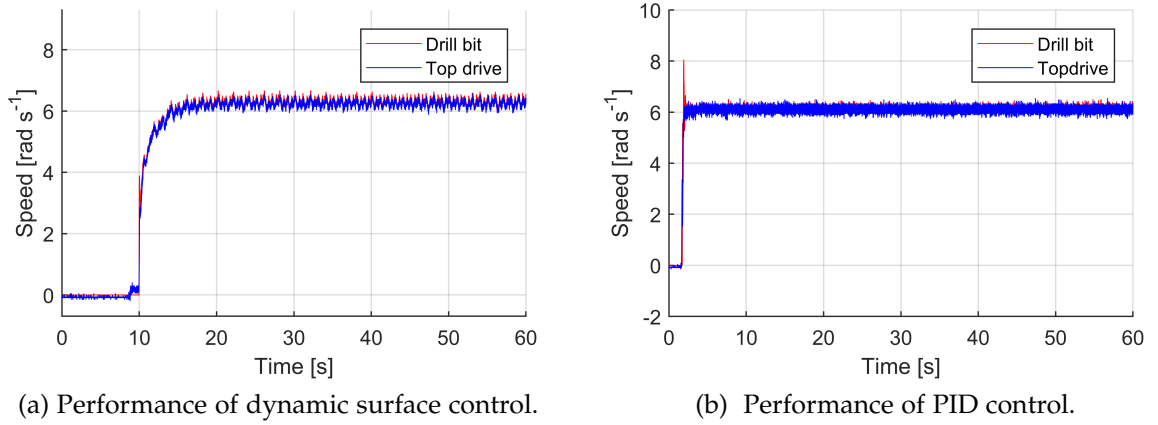 Drill bit
Top drive
Speed [rad s⁻¹]
8
6
4
2
0
0 10 20 30 40 50 60
Time [s]
(a) Performance of dynamic surface control.
Drill bit
Topdrive
Speed [rad s⁻¹]
10
8
6
4
2
0
-2
0 10 20 30 40 50 60
Time [s]
(b) Performance of PID control.